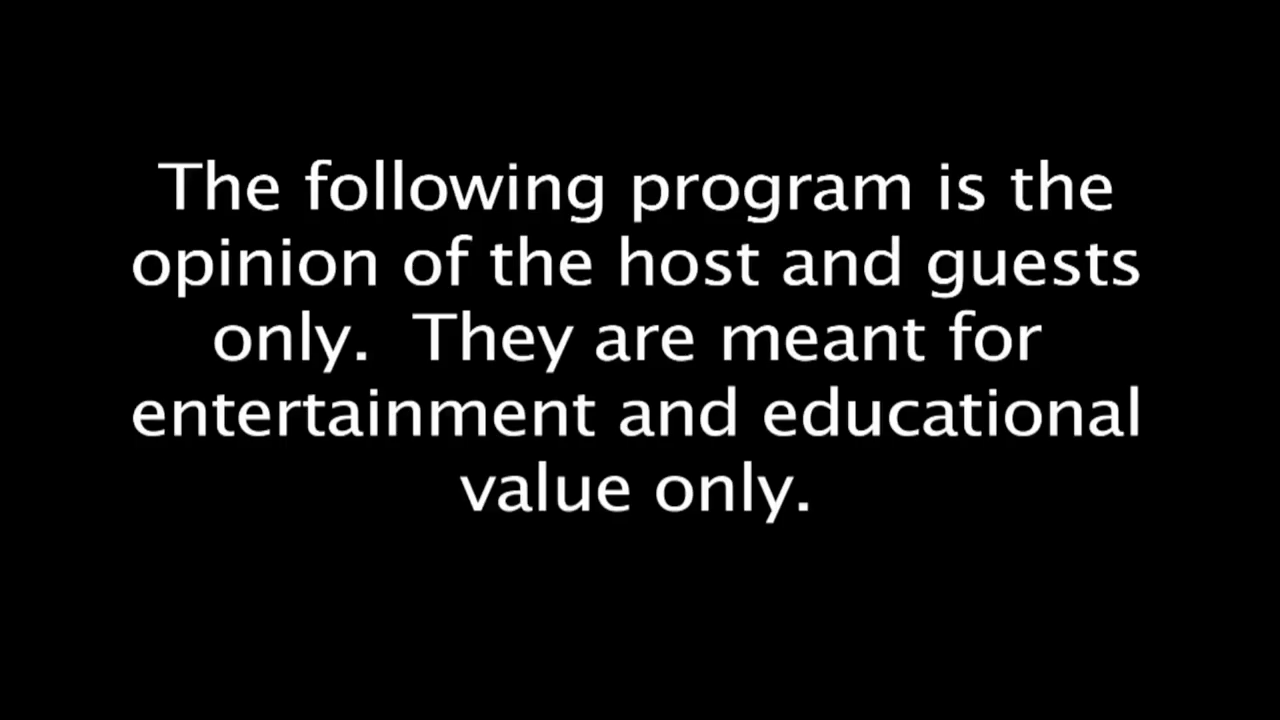 The following program is the
opinion of the host and guests
only.  They are meant for
entertainment and educational
value only.